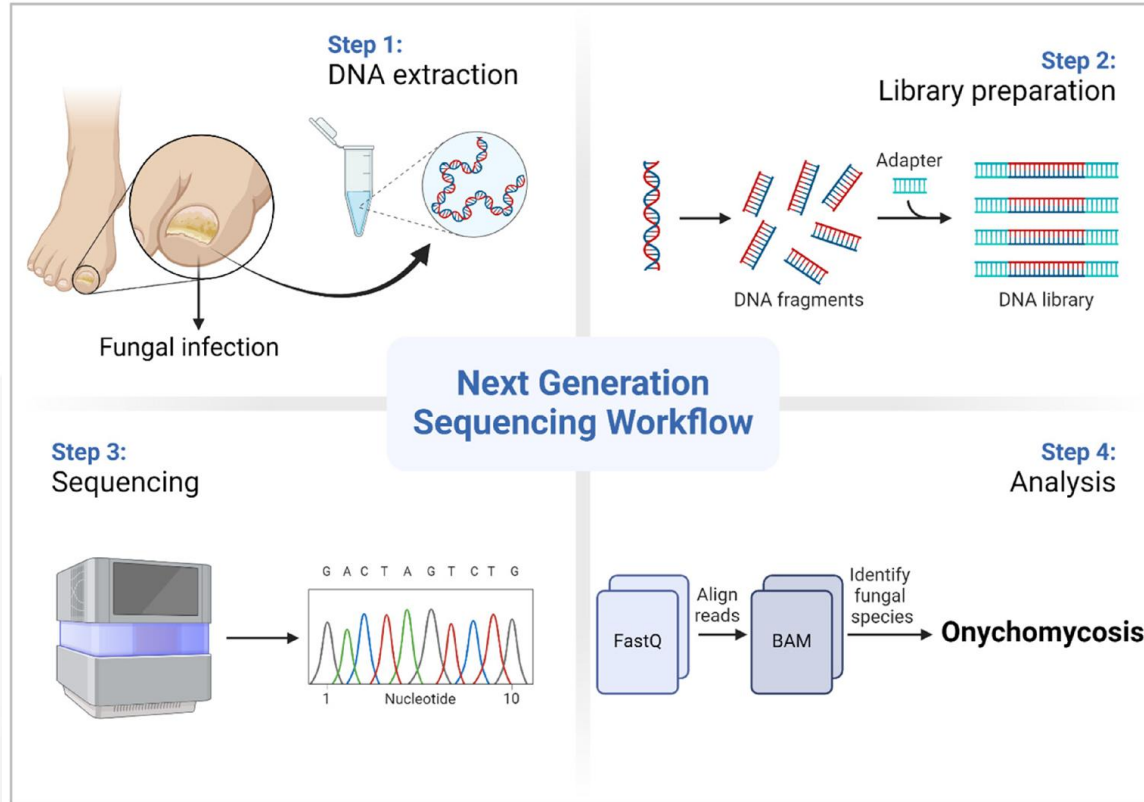 Step 1:
DNA extraction
Fungal infection
Step 2:
Library preparation
Adapter
DNA fragments
DNA library
Next Generation
Sequencing Workflow
Step 3:
Sequencing
G A C T A G T C T G
1 Nucleotide 10
Step 4:
Analysis
FastQ
Align
reads
BAM
Identify
fungal
species
Onychomycosis